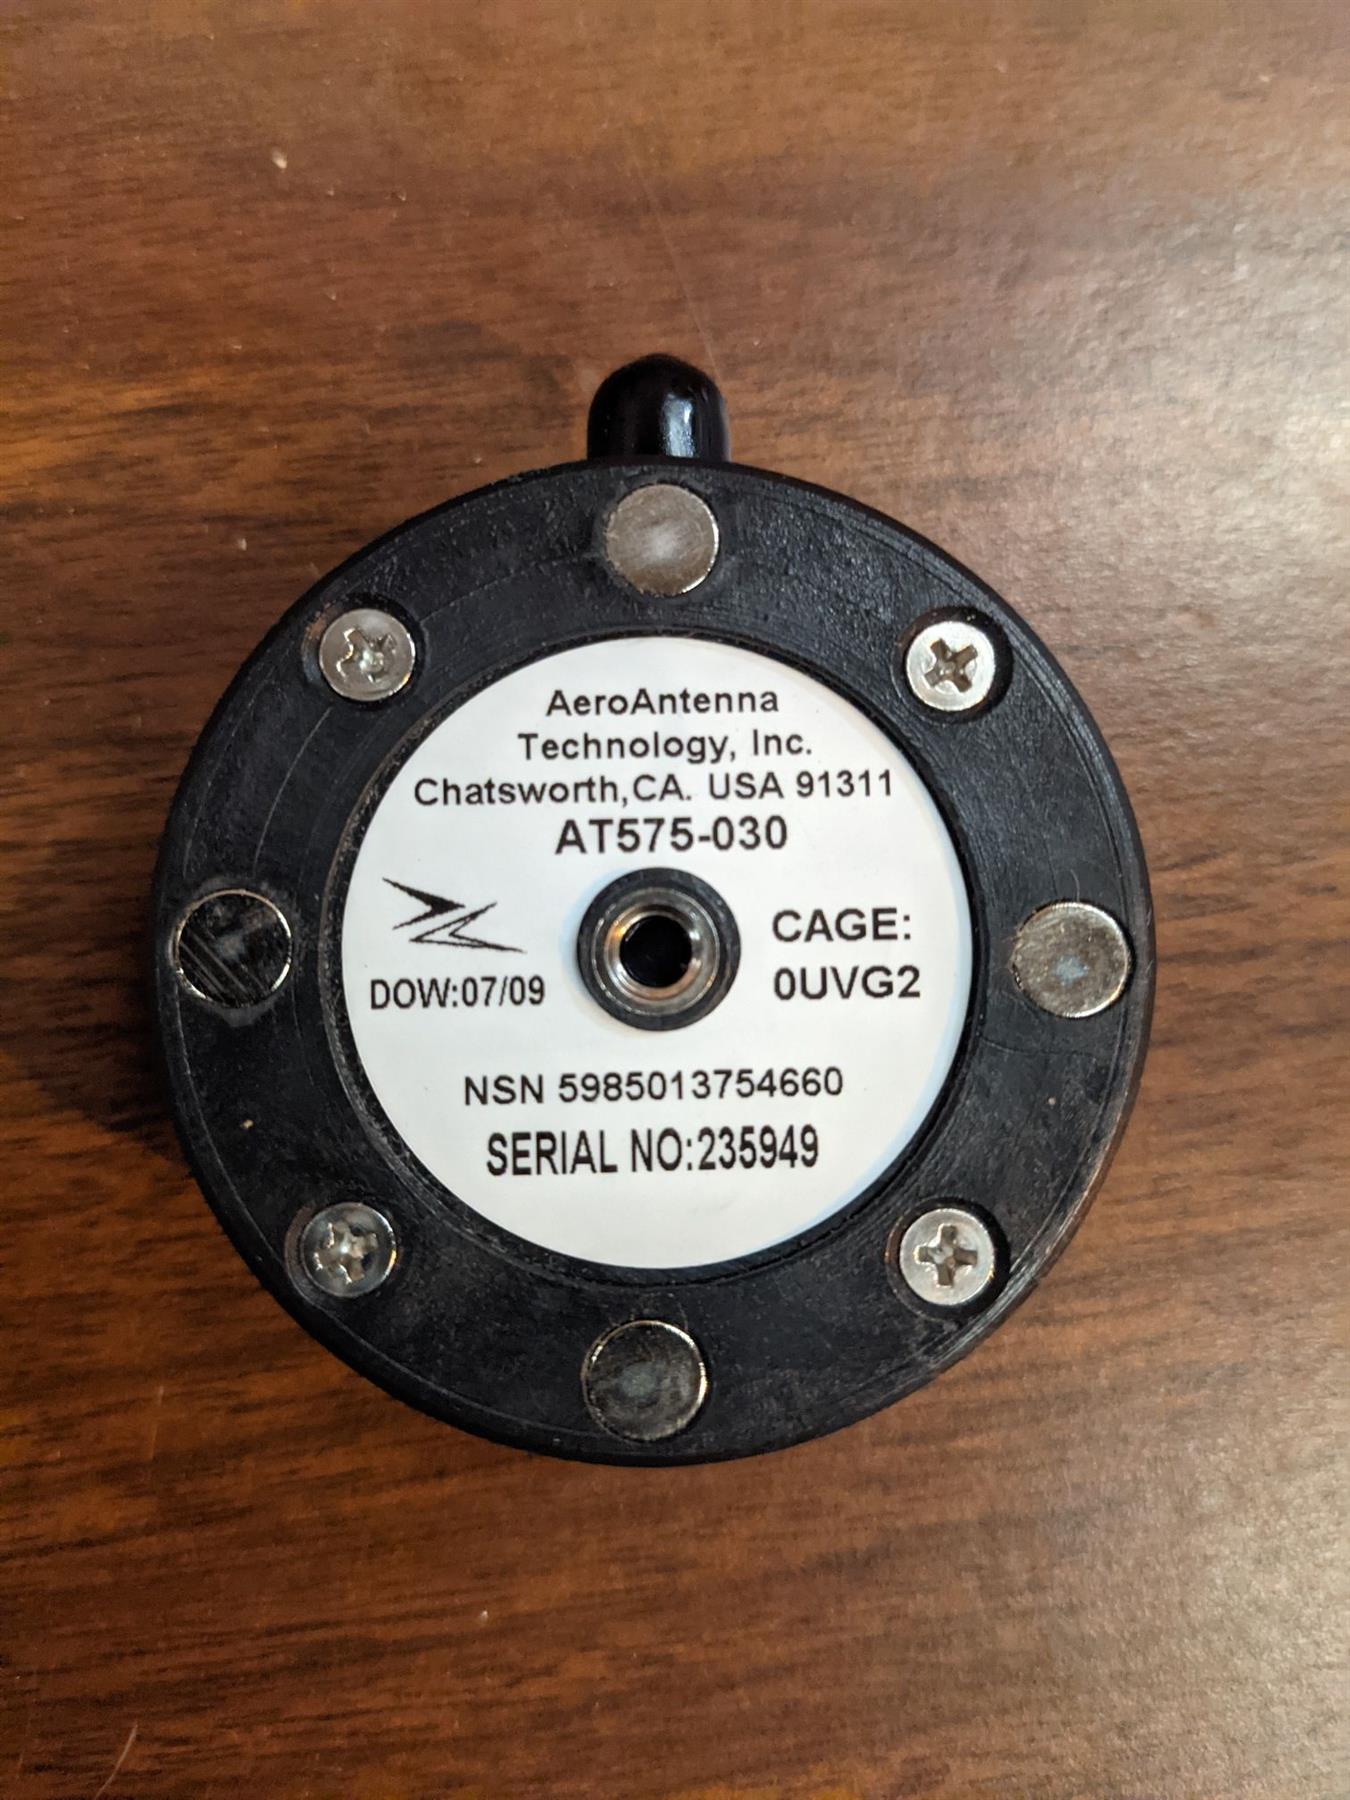 AeroAntenna
Technology, Inc.
Chatsworth,CA. USA 91311
AT575-030
CAGE:
DOW:07/09
0UVG2
NSN 5985013754660
SERIAL NO:235949